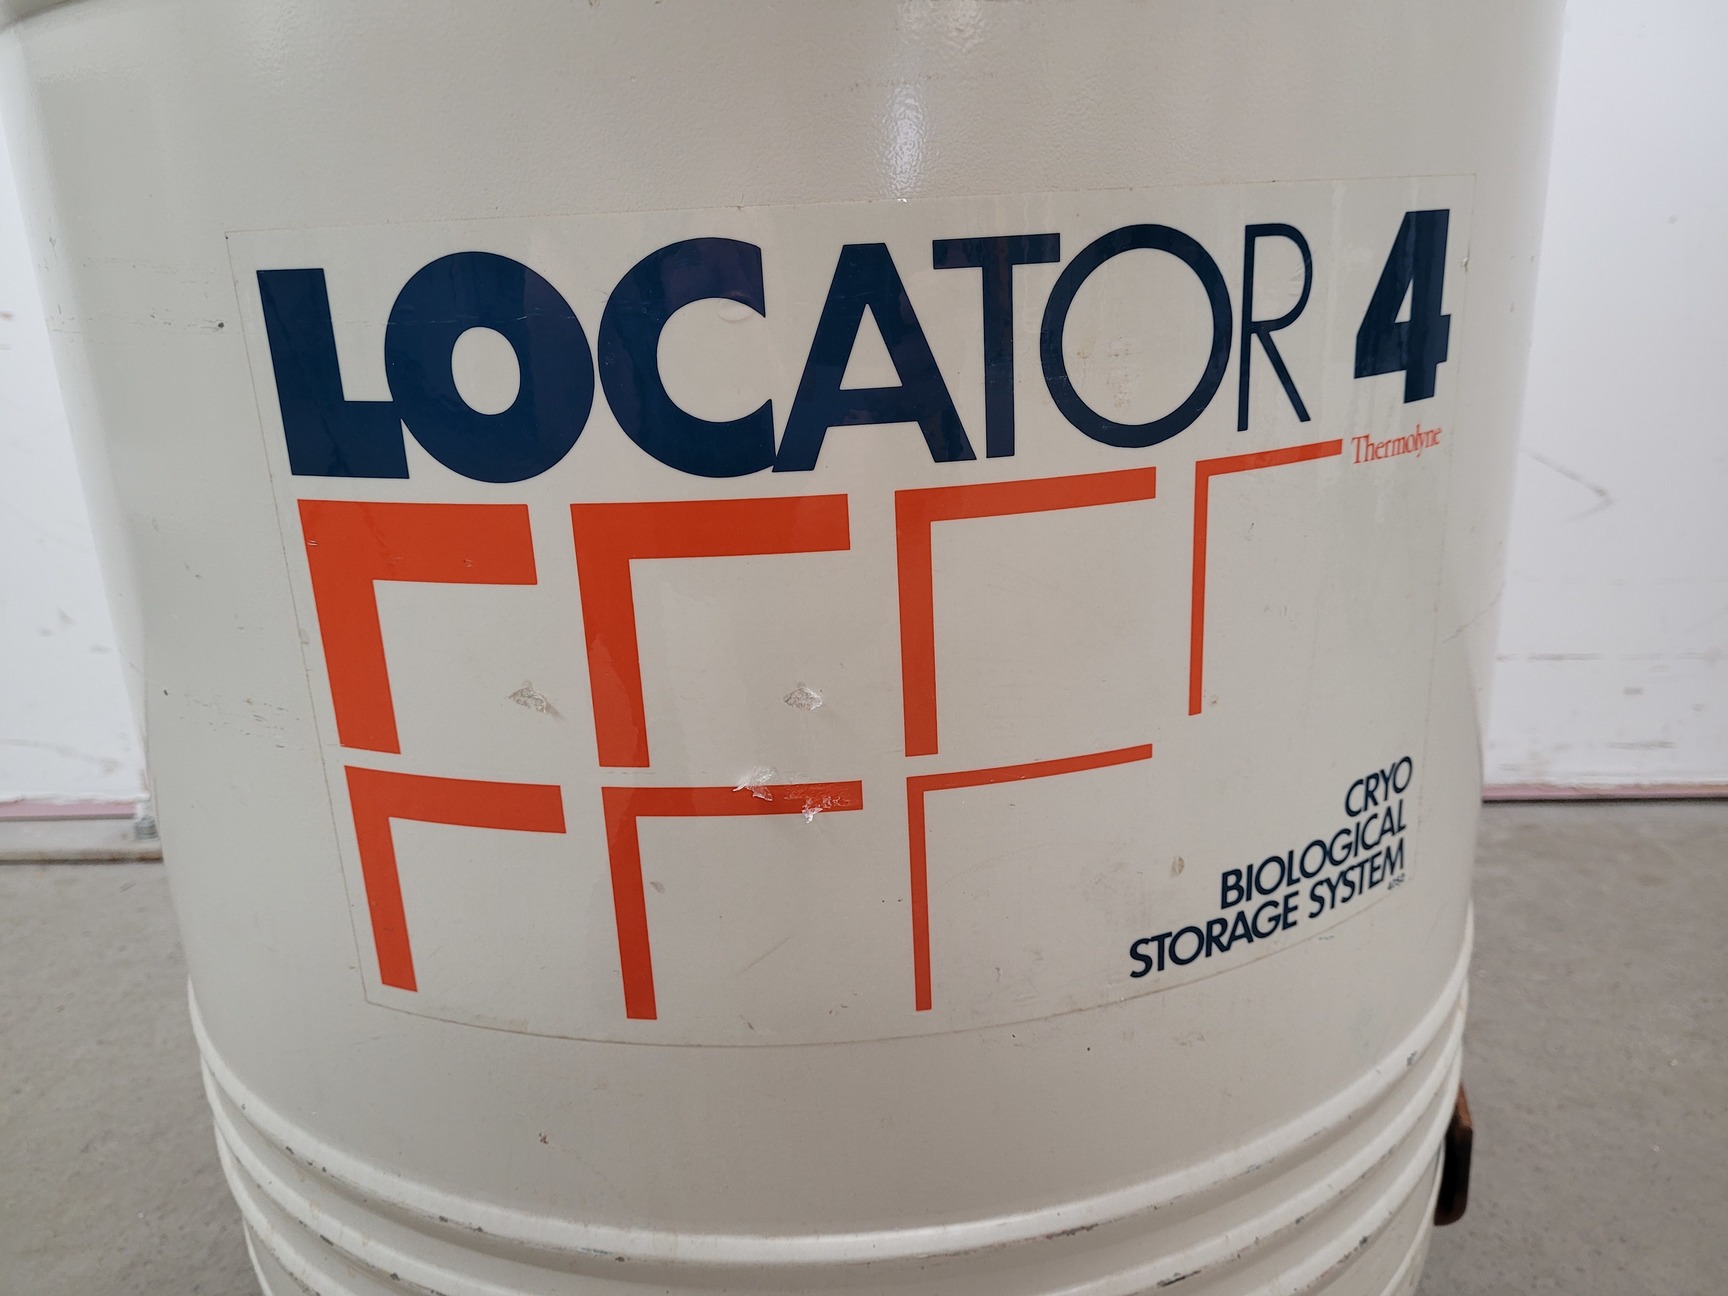 LOCATOR 4
Thermolyne
CRYO
BIOLOGICAL
STORAGE SYSTEM